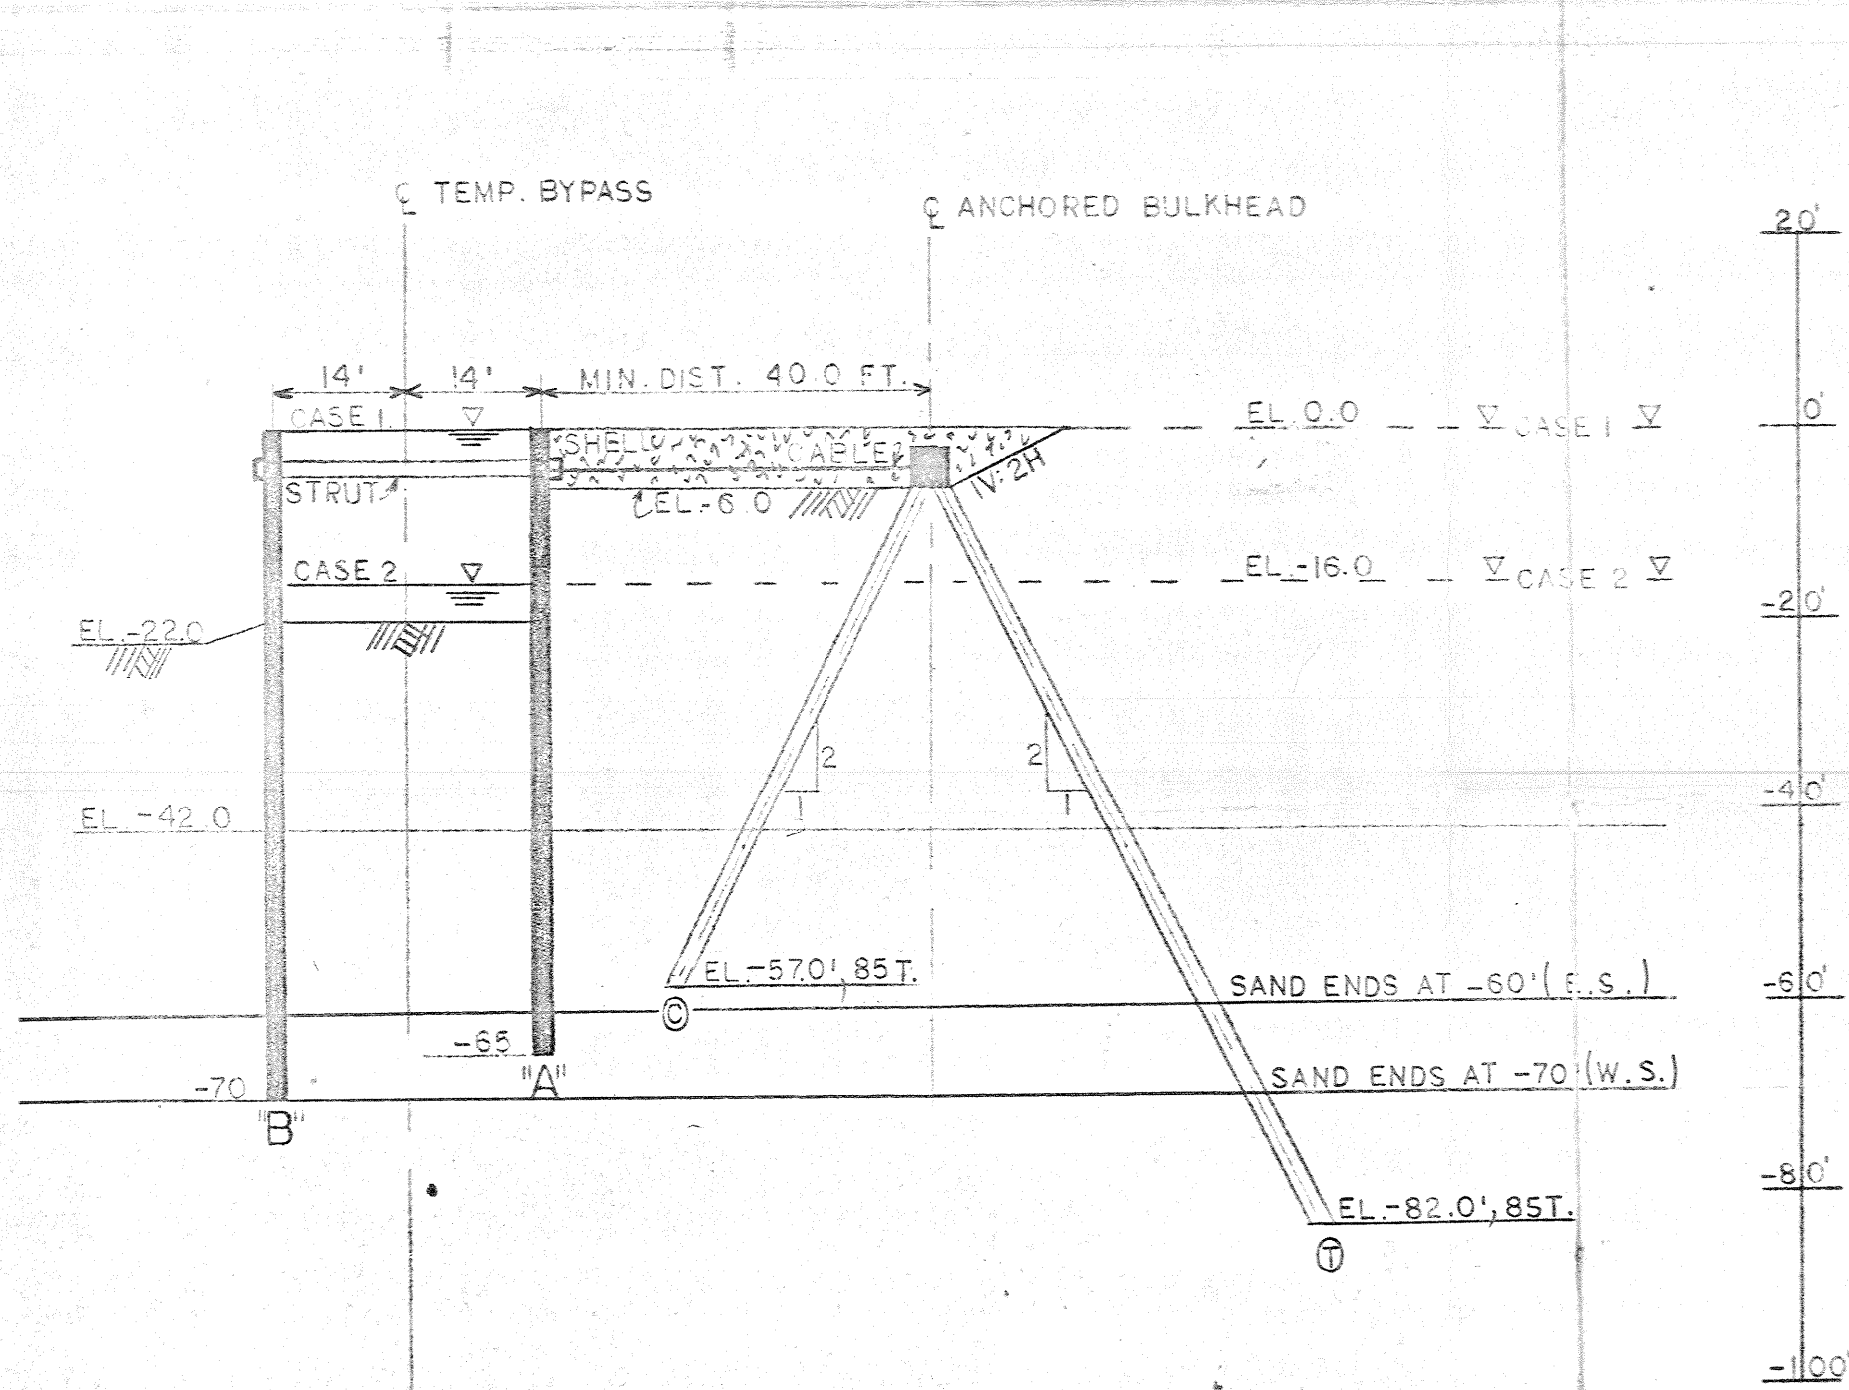 ℄ TEMP. BYPASS
℄ ANCHORED BULKHEAD
20'
14' 14' MIN. DIST. 40.0 FT.
CASE 1 EL. 0.0 CASE 1 0'
SHELL CABLE
STRUT EL.-6.0 1V:2H
CASE 2 EL.-16.0 CASE 2
-20'
EL.-22.0
2 2
1 1
-40'
EL. -42.0
EL.-57.0', 85T.
SAND ENDS AT -60' (E.S.) -60'
C
-65
"A"
-70 SAND ENDS AT -70' (W.S.)
"B"
-80'
EL.-82.0', 85T.
T
-100'